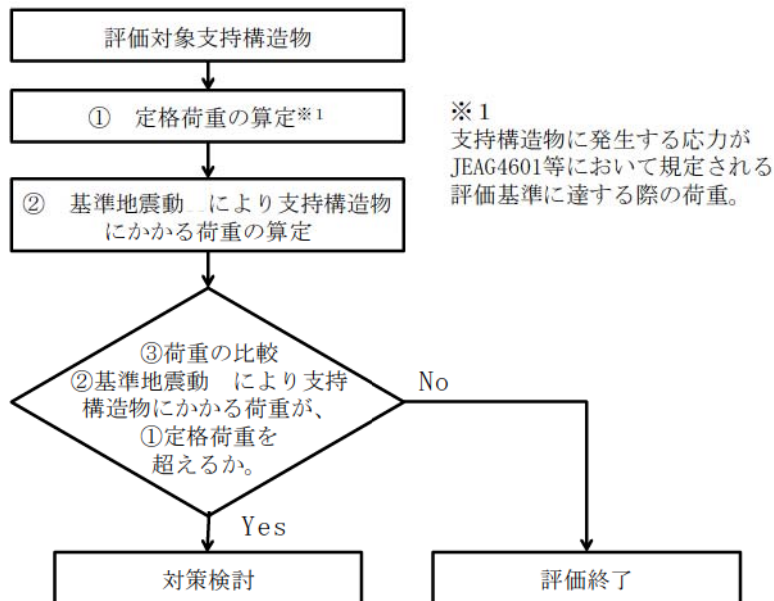 評価対象支持構造物
① 定格荷重の算定※1
※１
支持構造物に発生する応力が
JEAG4601等において規定される
評価基準に達する際の荷重。
② 基準地震動 により支持構造物
にかかる荷重の算定
③荷重の比較
②基準地震動 により支持
構造物にかかる荷重が、
①定格荷重を
超えるか。
No
Yes
対策検討
評価終了